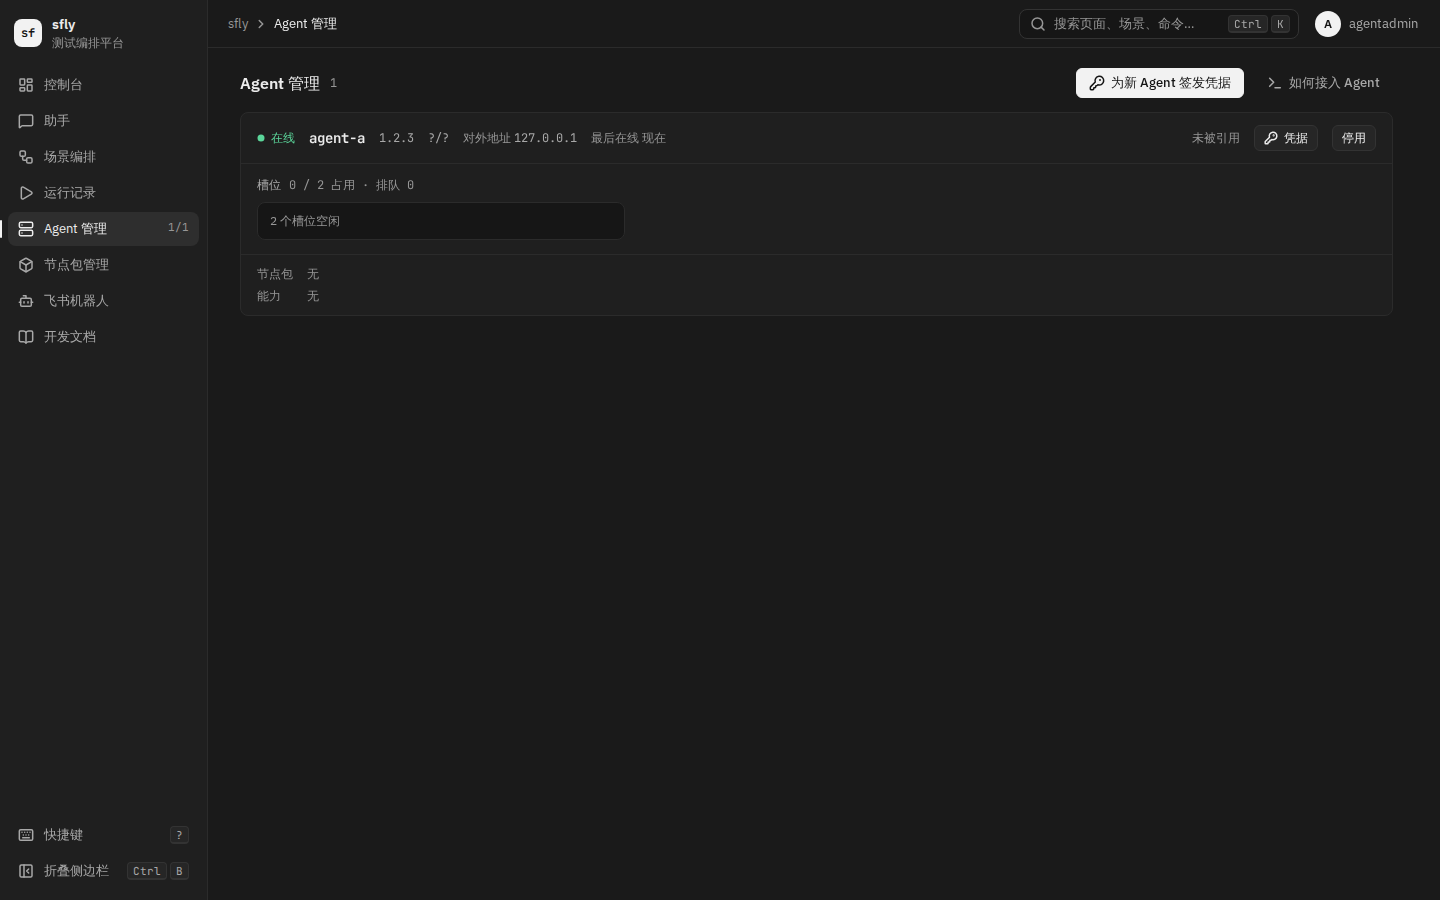 sf
sfly
测试编排平台
控制台
助手
场景编排
运行记录
Agent 管理 1/1
节点包管理
飞书机器人
开发文档
快捷键 ?
折叠侧边栏 Ctrl B
sfly > Agent 管理
搜索页面、场景、命令... Ctrl K
A agentadmin
Agent 管理 1
为新 Agent 签发凭据
如何接入 Agent
在线 agent-a 1.2.3 ?/? 对外地址 127.0.0.1 最后在线 现在
未被引用 凭据 停用
槽位 0 / 2 占用 · 排队 0
2 个槽位空闲
节点包 无
能力 无